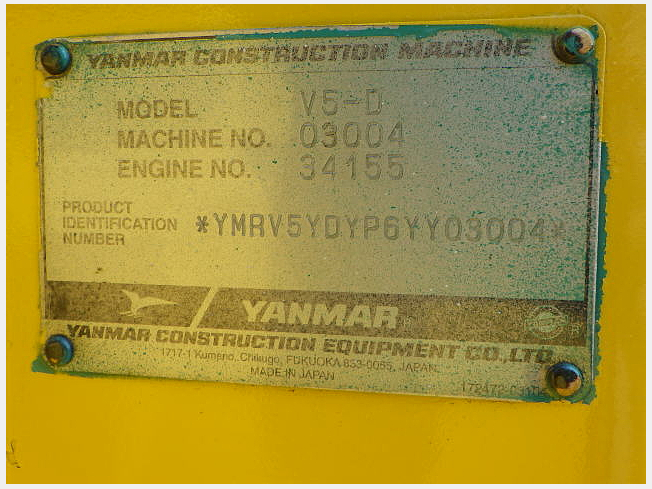 YANMAR CONSTRUCTION MACHINE
MODEL V5-D
MACHINE NO. 03004
ENGINE NO. 34155
PRODUCT
IDENTIFICATION
NUMBER
*YMRV5YDYP6YY03004*
YANMAR
YANMAR CONSTRUCTION EQUIPMENT CO.,LTD.
1717-1 Kumano, Chikugo, FUKUOKA 833-0055, JAPAN.
MADE IN JAPAN